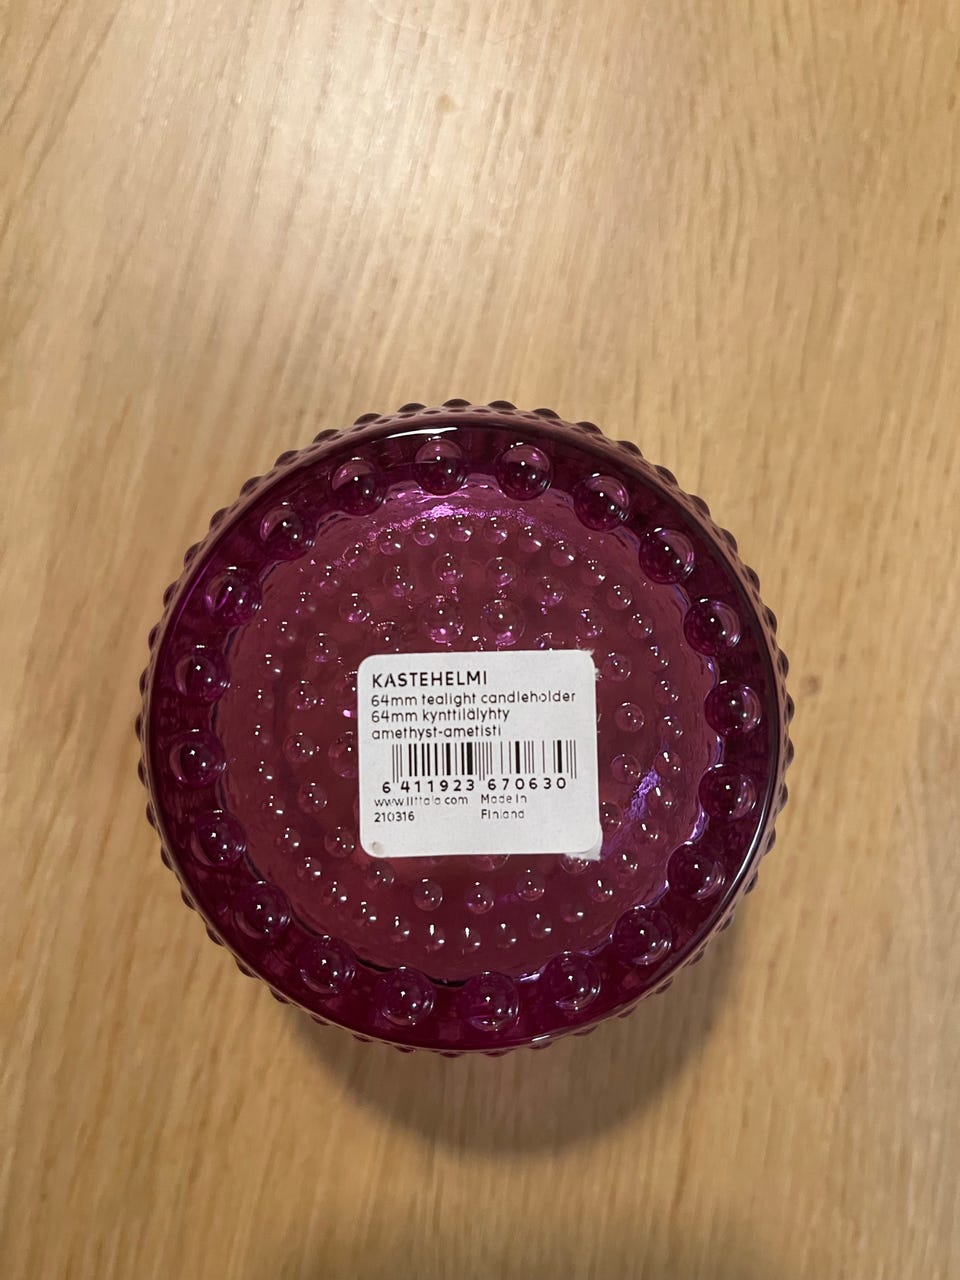 KASTEHELMI
64mm tealight candleholder
64mm kynttilälyhty
amethyst-ametisti
6 411923 670630
www.iittala.com Made in
210316 Finland